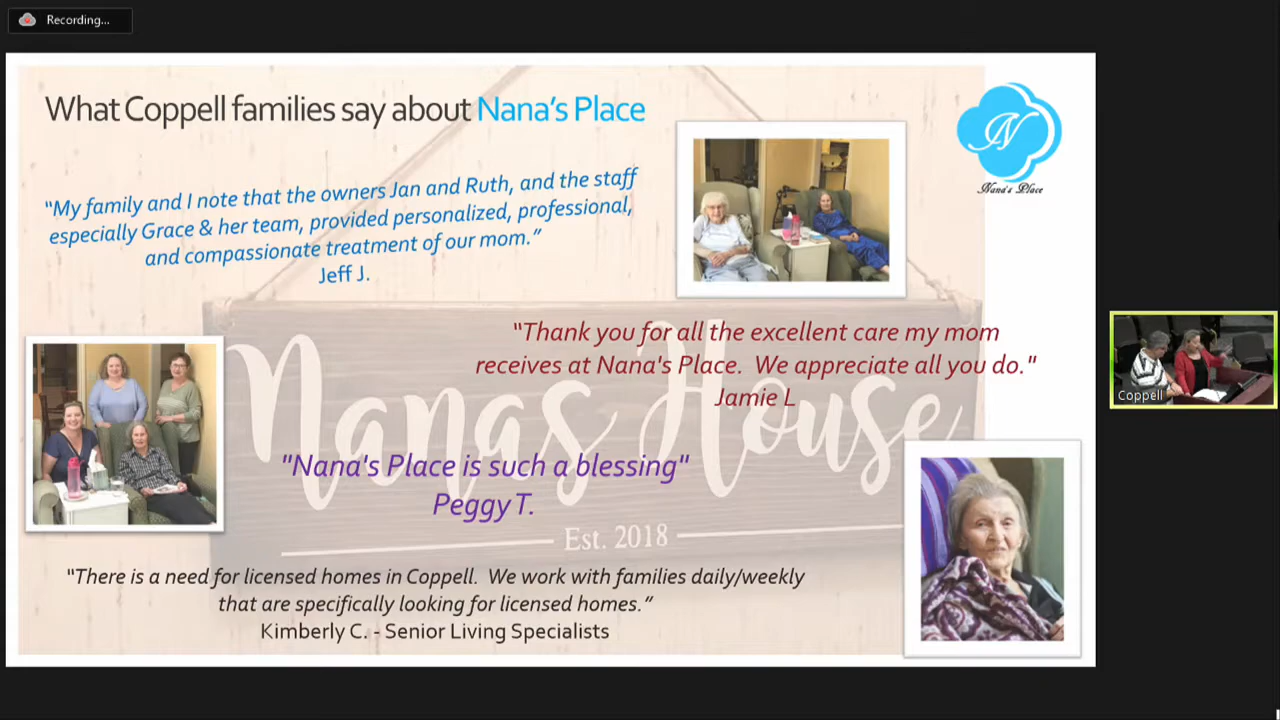 Recording...
What Coppell families say about Nana's Place
N
Nana's Place
"My family and I note that the owners Jan and Ruth, and the staff
especially Grace & her team, provided personalized, professional,
and compassionate treatment of our mom."
Jeff J.
"Thank you for all the excellent care my mom
receives at Nana's Place. We appreciate all you do."
Jamie L
Coppell
Nanas House
"Nana's Place is such a blessing"
Peggy T.
Est. 2018
"There is a need for licensed homes in Coppell. We work with families daily/weekly
that are specifically looking for licensed homes."
Kimberly C. - Senior Living Specialists